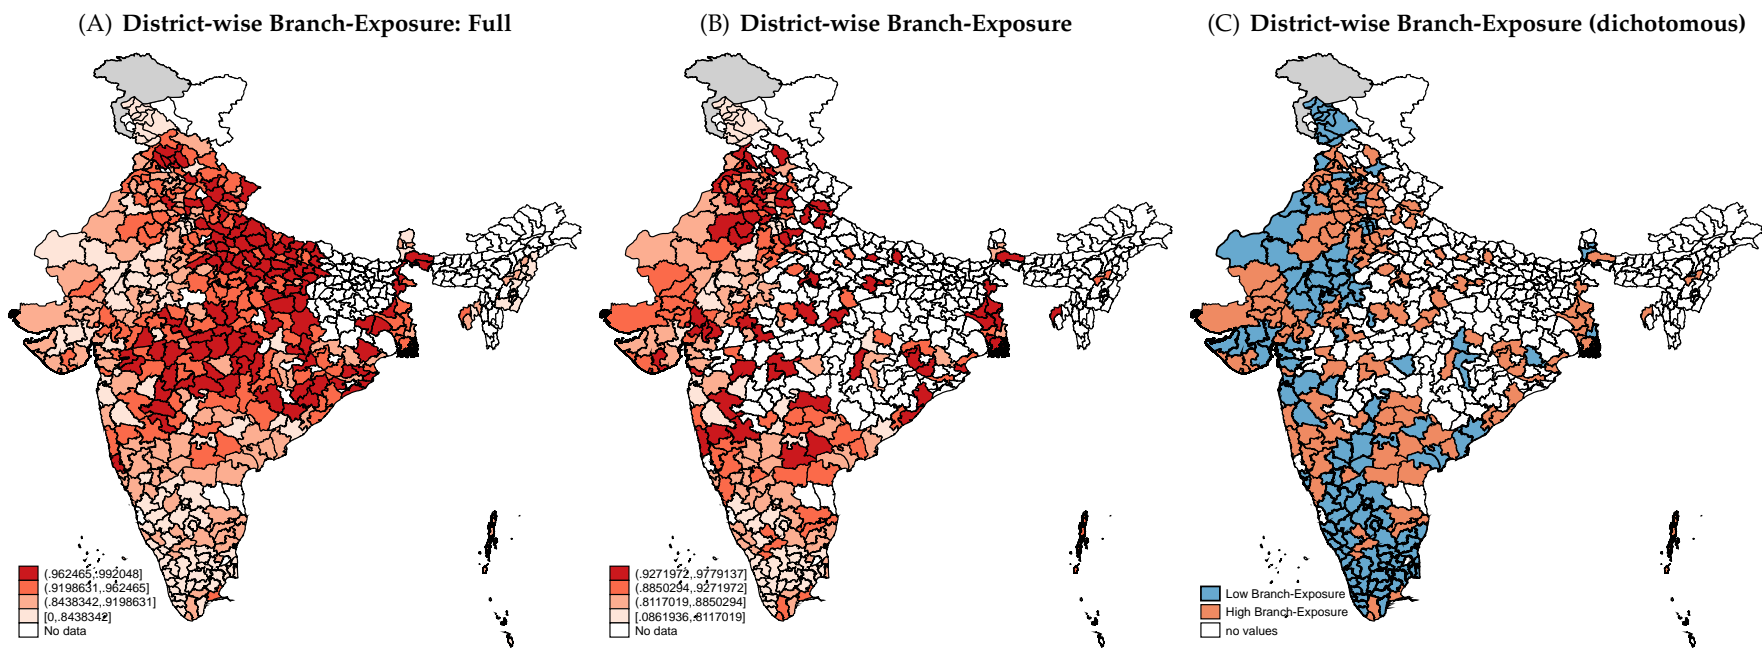 (A) District-wise Branch-Exposure: Full
(B) District-wise Branch-Exposure
(C) District-wise Branch-Exposure (dichotomous)
(.962465,.992048]
(.9198631,.962465]
(.8438342,.9198631]
[0,.8438342]
No data
(.9271972,.9779137]
(.8850294,.9271972]
(.8117019,.8850294]
[.0861936,.8117019]
No data
Low Branch-Exposure
High Branch-Exposure
no values